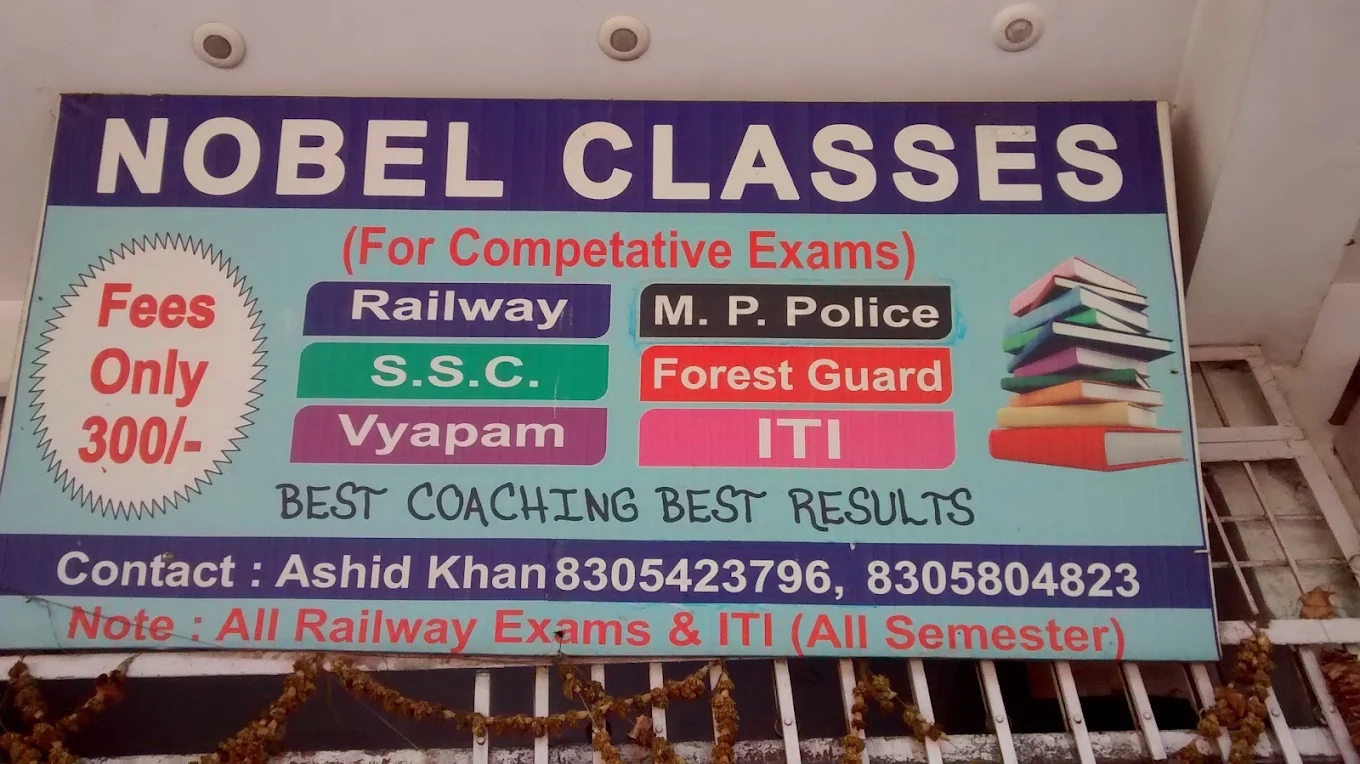 NOBEL CLASSES
(For Competative Exams)
Fees
Only
300/-
Railway
M. P. Police
S.S.C.
Forest Guard
Vyapam
ITI
BEST COACHING BEST RESULTS
Contact : Ashid Khan 8305423796, 8305804823
Note : All Railway Exams & ITI (All Semester)